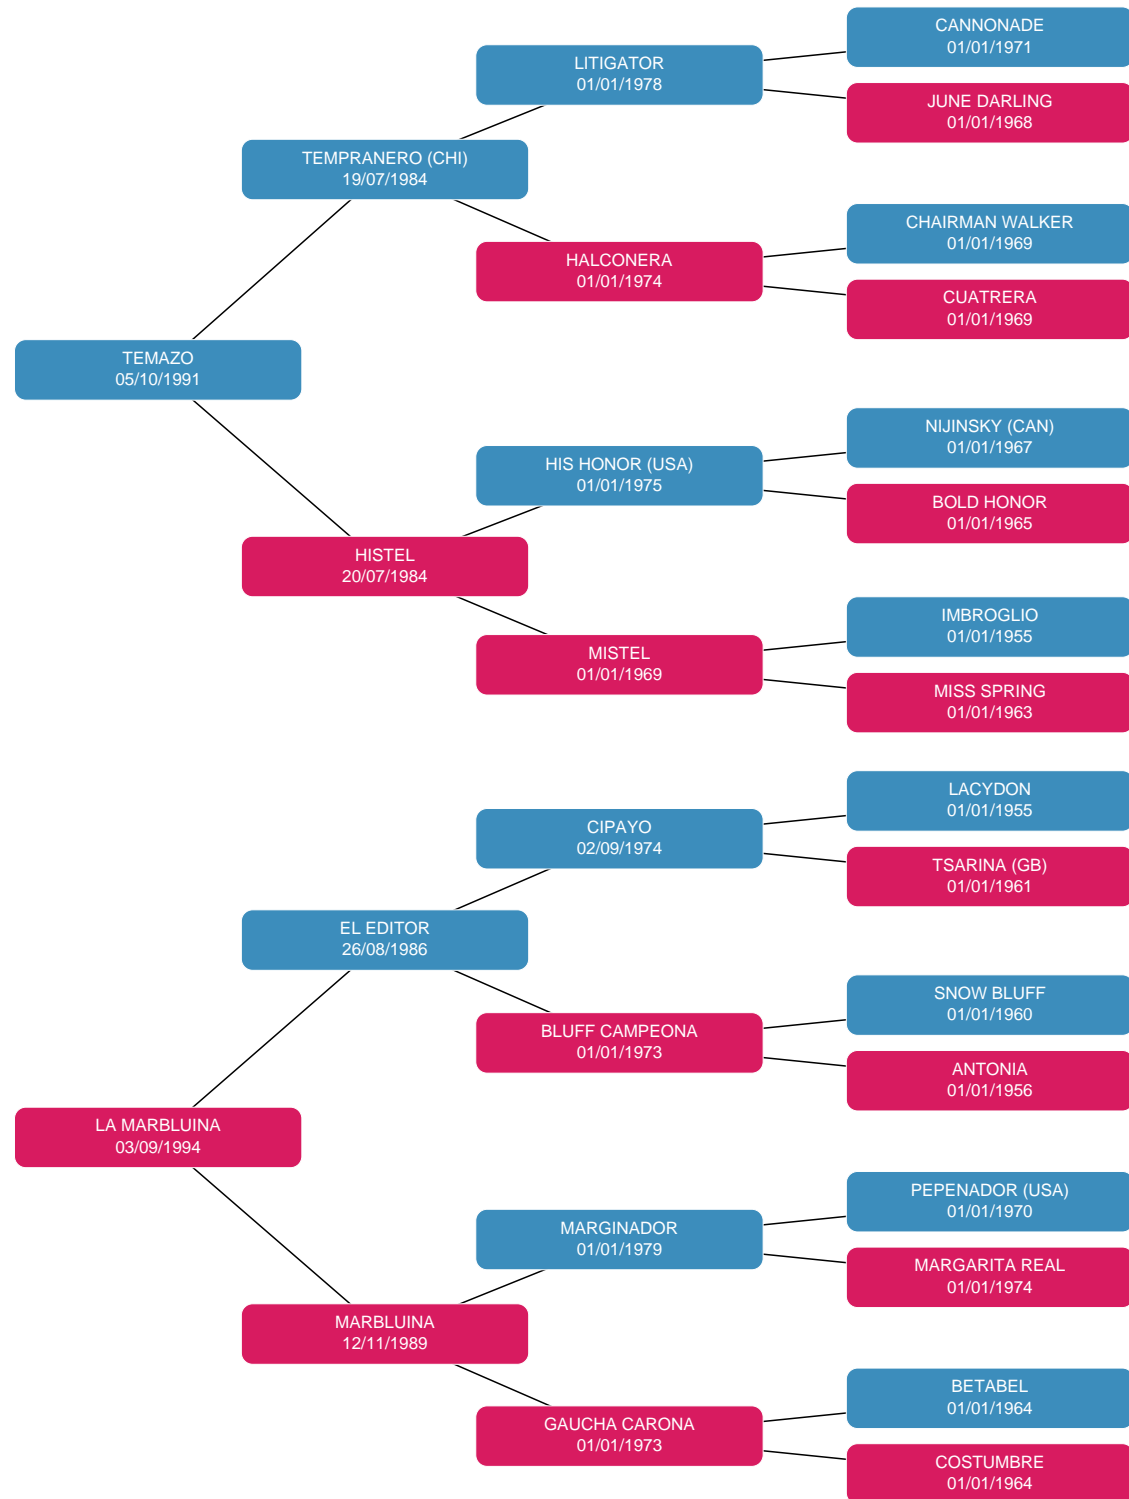 CANNONADE
01/01/1971
LITIGATOR
01/01/1978
JUNE DARLING
01/01/1968
TEMPRANERO (CHI)
19/07/1984
CHAIRMAN WALKER
01/01/1969
HALCONERA
01/01/1974
CUATRERA
01/01/1969
TEMAZO
05/10/1991
NIJINSKY (CAN)
01/01/1967
HIS HONOR (USA)
01/01/1975
BOLD HONOR
01/01/1965
HISTEL
20/07/1984
IMBROGLIO
01/01/1955
MISTEL
01/01/1969
MISS SPRING
01/01/1963
LACYDON
01/01/1955
CIPAYO
02/09/1974
TSARINA (GB)
01/01/1961
EL EDITOR
26/08/1986
SNOW BLUFF
01/01/1960
BLUFF CAMPEONA
01/01/1973
ANTONIA
01/01/1956
LA MARBLUINA
03/09/1994
PEPENADOR (USA)
01/01/1970
MARGINADOR
01/01/1979
MARGARITA REAL
01/01/1974
MARBLUINA
12/11/1989
BETABEL
01/01/1964
GAUCHA CARONA
01/01/1973
COSTUMBRE
01/01/1964